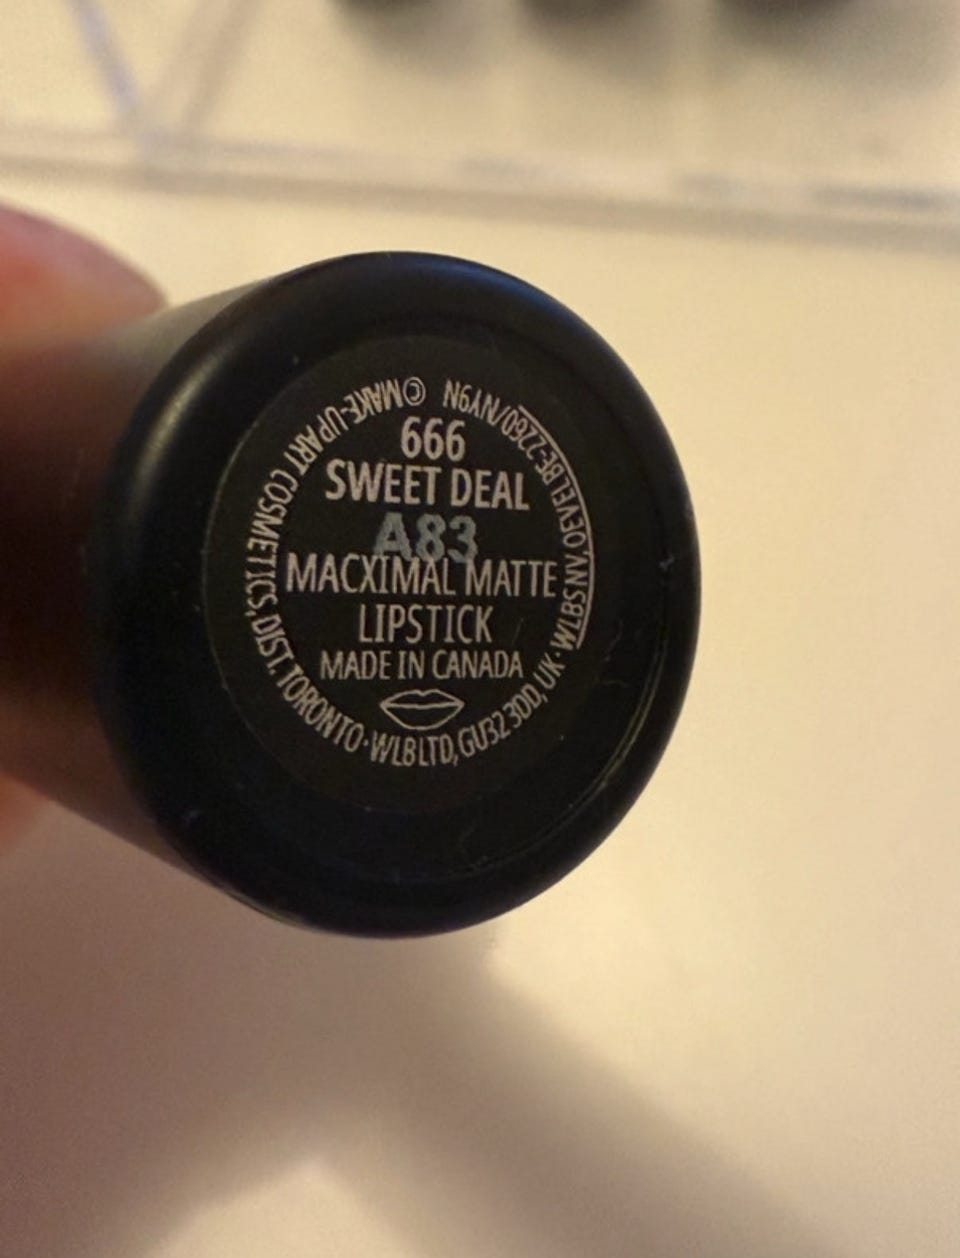 666
SWEET DEAL
A83
MACXIMAL MATTE
LIPSTICK
MADE IN CANADA
©MAKE-UP ART COSMETICS, DIST. TORONTO · WLB LTD, GU32 3DD, UK · WLBSNV, OEVEL BE-2260/NY9N